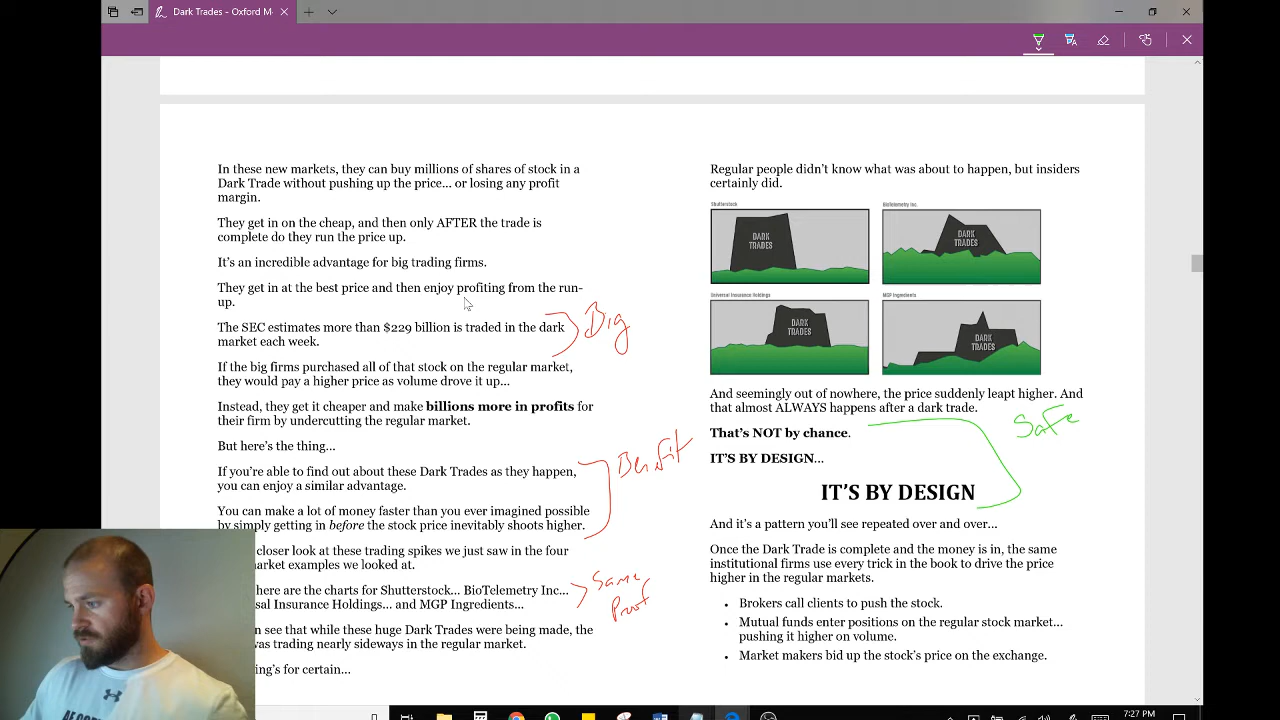 Dark Trades - Oxford M
In these new markets, they can buy millions of shares of stock in a
Dark Trade without pushing up the price... or losing any profit
margin.
They get in on the cheap, and then only AFTER the trade is
complete do they run the price up.
It's an incredible advantage for big trading firms.
They get in at the best price and then enjoy profiting from the run-
up.
The SEC estimates more than $229 billion is traded in the dark
market each week.
Big
If the big firms purchased all of that stock on the regular market,
they would pay a higher price as volume drove it up...
Instead, they get it cheaper and make billions more in profits for
their firm by undercutting the regular market.
But here's the thing...
If you're able to find out about these Dark Trades as they happen,
you can enjoy a similar advantage.
Benifit
You can make a lot of money faster than you ever imagined possible
by simply getting in before the stock price inevitably shoots higher.
closer look at these trading spikes we just saw in the four
market examples we looked at.
here are the charts for Shutterstock... BioTelemetry Inc...
sal Insurance Holdings... and MGP Ingredients...
Same
Proof
n see that while these huge Dark Trades were being made, the
was trading nearly sideways in the regular market.
ing's for certain...
Regular people didn't know what was about to happen, but insiders
certainly did.
Shutterstock
BioTelemetry Inc.
DARK
TRADES
DARK
TRADES
Universal Insurance Holdings
MGP Ingredients
DARK
TRADES
DARK
TRADES
And seemingly out of nowhere, the price suddenly leapt higher. And
that almost ALWAYS happens after a dark trade.
Safe
That's NOT by chance.
IT'S BY DESIGN...
IT'S BY DESIGN
And it's a pattern you'll see repeated over and over...
Once the Dark Trade is complete and the money is in, the same
institutional firms use every trick in the book to drive the price
higher in the regular markets.
• Brokers call clients to push the stock.
• Mutual funds enter positions on the regular stock market...
pushing it higher on volume.
• Market makers bid up the stock's price on the exchange.
7:27 PM